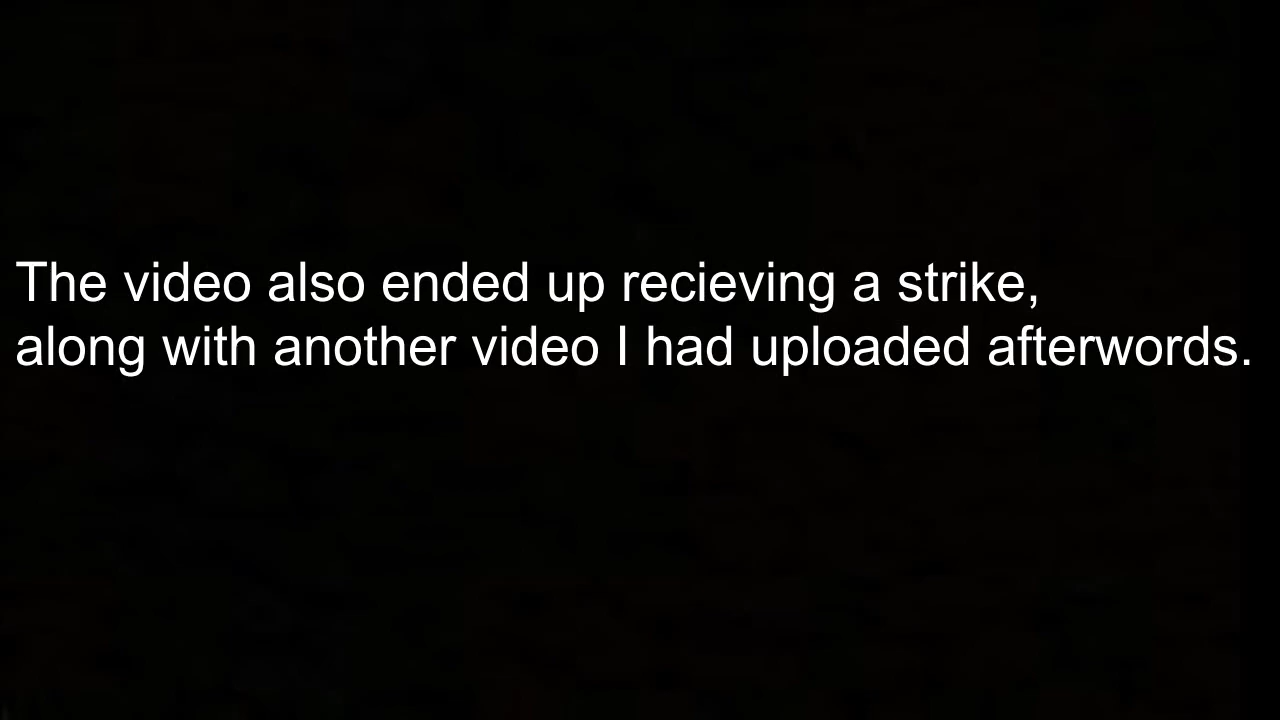 The video also ended up recieving a strike,
along with another video I had uploaded afterwords.